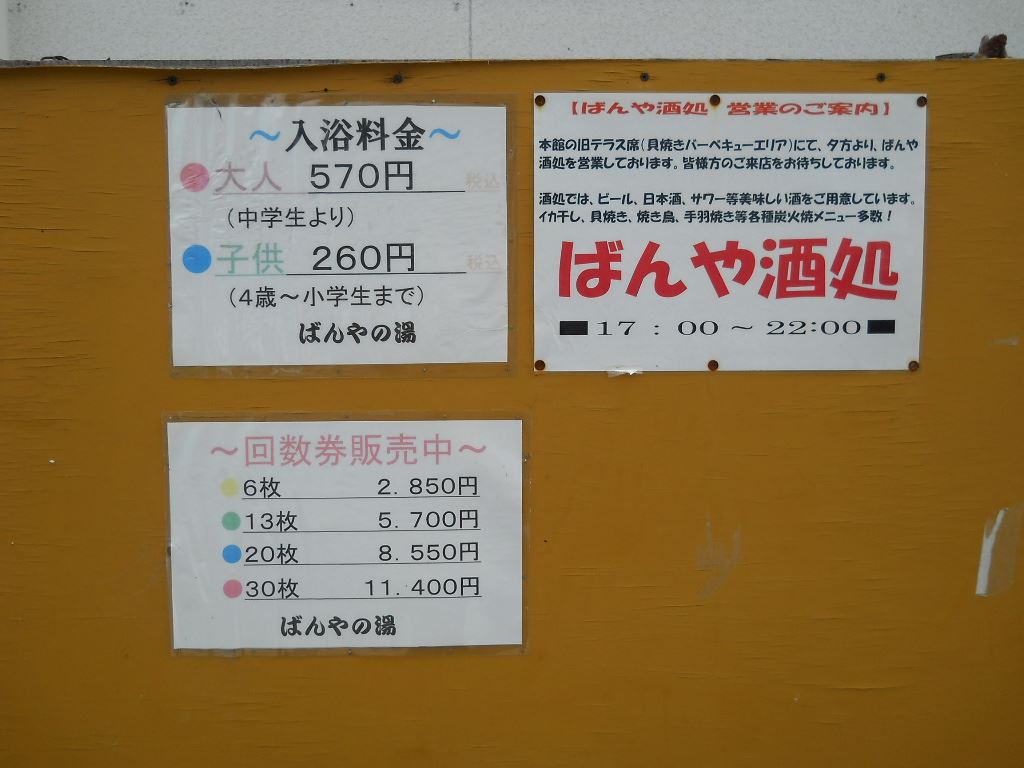 ～入浴料金～
大人 570円 税込
（中学生より）
子供 260円 税込
（4歳～小学生まで）
ばんやの湯
【ばんや酒処 営業のご案内】
本館の旧テラス席（貝焼きバーベキューエリア）にて、夕方より、ばんや
酒処を営業しております。皆様方のご来店をお待ちしております。
酒処では、ビール、日本酒、サワー等美味しい酒をご用意しています。
イカ干し、貝焼き、焼き鳥、手羽焼き等各種炭火焼メニュー多数！
ばんや酒処
17：00～22:00
～回数券販売中～
6枚 2．850円
13枚 5．700円
20枚 8．550円
30枚 11．400円
ばんやの湯